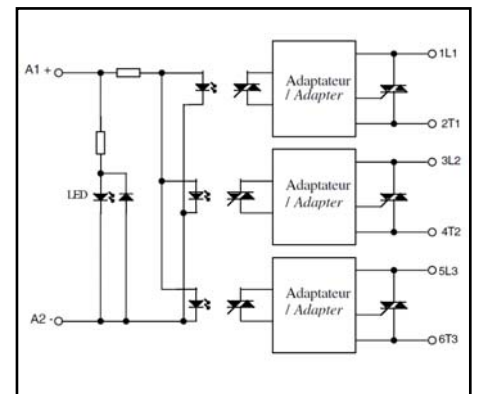 A1 +
LED
A2 -
Adaptateur
/ Adapter
1L1
2T1
Adaptateur
/ Adapter
3L2
4T2
Adaptateur
/ Adapter
5L3
6T3